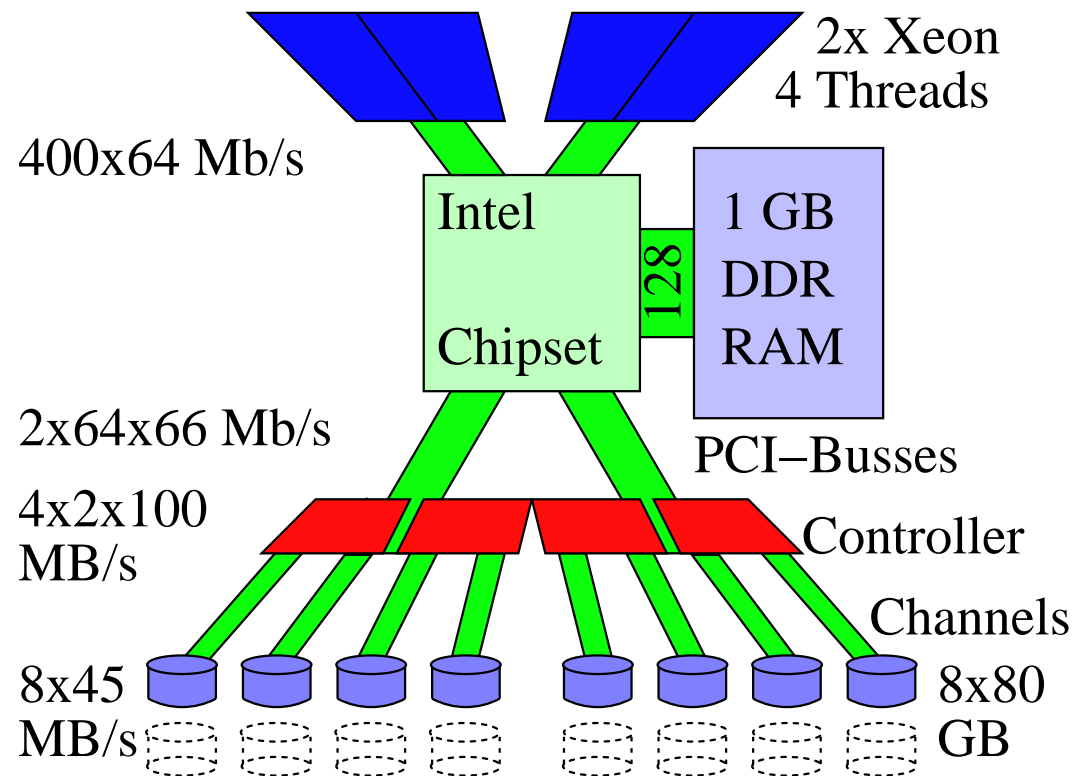 2x Xeon
4 Threads
400x64 Mb/s
Intel
Chipset
128
1 GB
DDR
RAM
2x64x66 Mb/s
PCI–Busses
4x2x100
MB/s
Controller
Channels
8x45
MB/s
8x80
GB